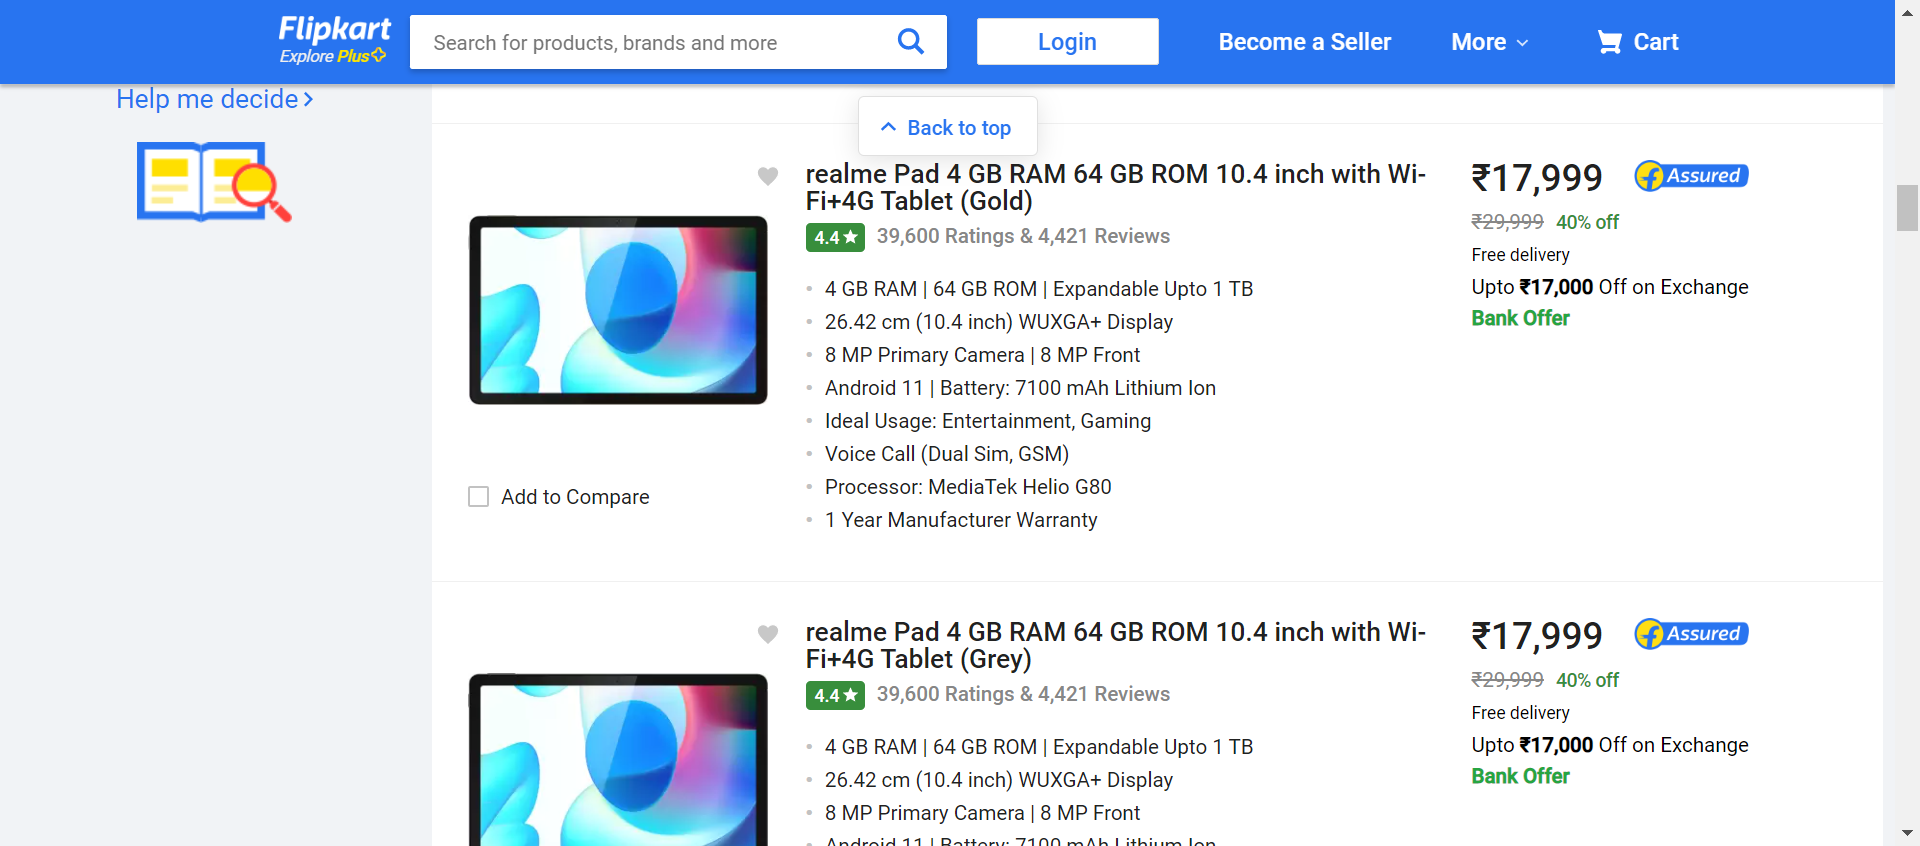 Flipkart
Explore Plus
Search for products, brands and more
Login
Become a Seller
More
Cart
Help me decide
Back to top
realme Pad 4 GB RAM 64 GB ROM 10.4 inch with Wi-
Fi+4G Tablet (Gold)
4.4
39,600 Ratings & 4,421 Reviews
4 GB RAM | 64 GB ROM | Expandable Upto 1 TB
26.42 cm (10.4 inch) WUXGA+ Display
8 MP Primary Camera | 8 MP Front
Android 11 | Battery: 7100 mAh Lithium Ion
Ideal Usage: Entertainment, Gaming
Voice Call (Dual Sim, GSM)
Processor: MediaTek Helio G80
1 Year Manufacturer Warranty
₹17,999
Assured
₹29,999 40% off
Free delivery
Upto ₹17,000 Off on Exchange
Bank Offer
Add to Compare
realme Pad 4 GB RAM 64 GB ROM 10.4 inch with Wi-
Fi+4G Tablet (Grey)
4.4
39,600 Ratings & 4,421 Reviews
4 GB RAM | 64 GB ROM | Expandable Upto 1 TB
26.42 cm (10.4 inch) WUXGA+ Display
8 MP Primary Camera | 8 MP Front
Android 11 | Battery: 7100 mAh Lithium Ion
₹17,999
Assured
₹29,999 40% off
Free delivery
Upto ₹17,000 Off on Exchange
Bank Offer